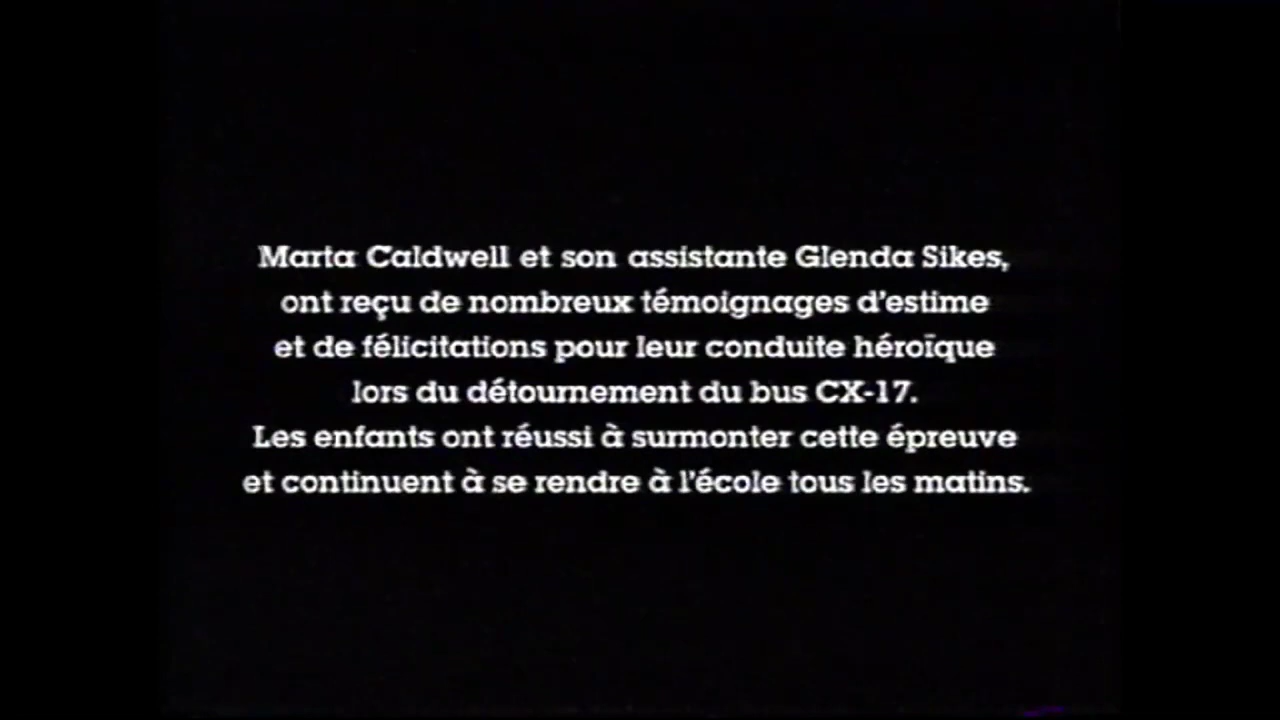 Marta Caldwell et son assistante Glenda Sikes,
ont reçu de nombreux témoignages d'estime
et de félicitations pour leur conduite héroïque
lors du détournement du bus CX-17.
Les enfants ont réussi à surmonter cette épreuve
et continuent à se rendre à l'école tous les matins.